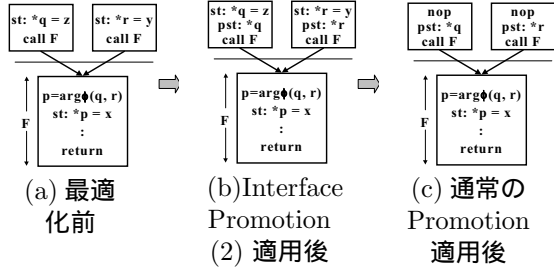 st: *q = z
call F
st: *r = y
call F
F
p=argϕ(q, r)
st: *p = x
:
return
(a) 最適
化前
st: *q = z
pst: *q
call F
st: *r = y
pst: *r
call F
F
p=argϕ(q, r)
st: *p = x
:
return
(b)Interface
Promotion
(2) 適用後
nop
pst: *q
call F
nop
pst: *r
call F
F
p=argϕ(q, r)
st: *p = x
:
return
(c) 通常の
Promotion
適用後